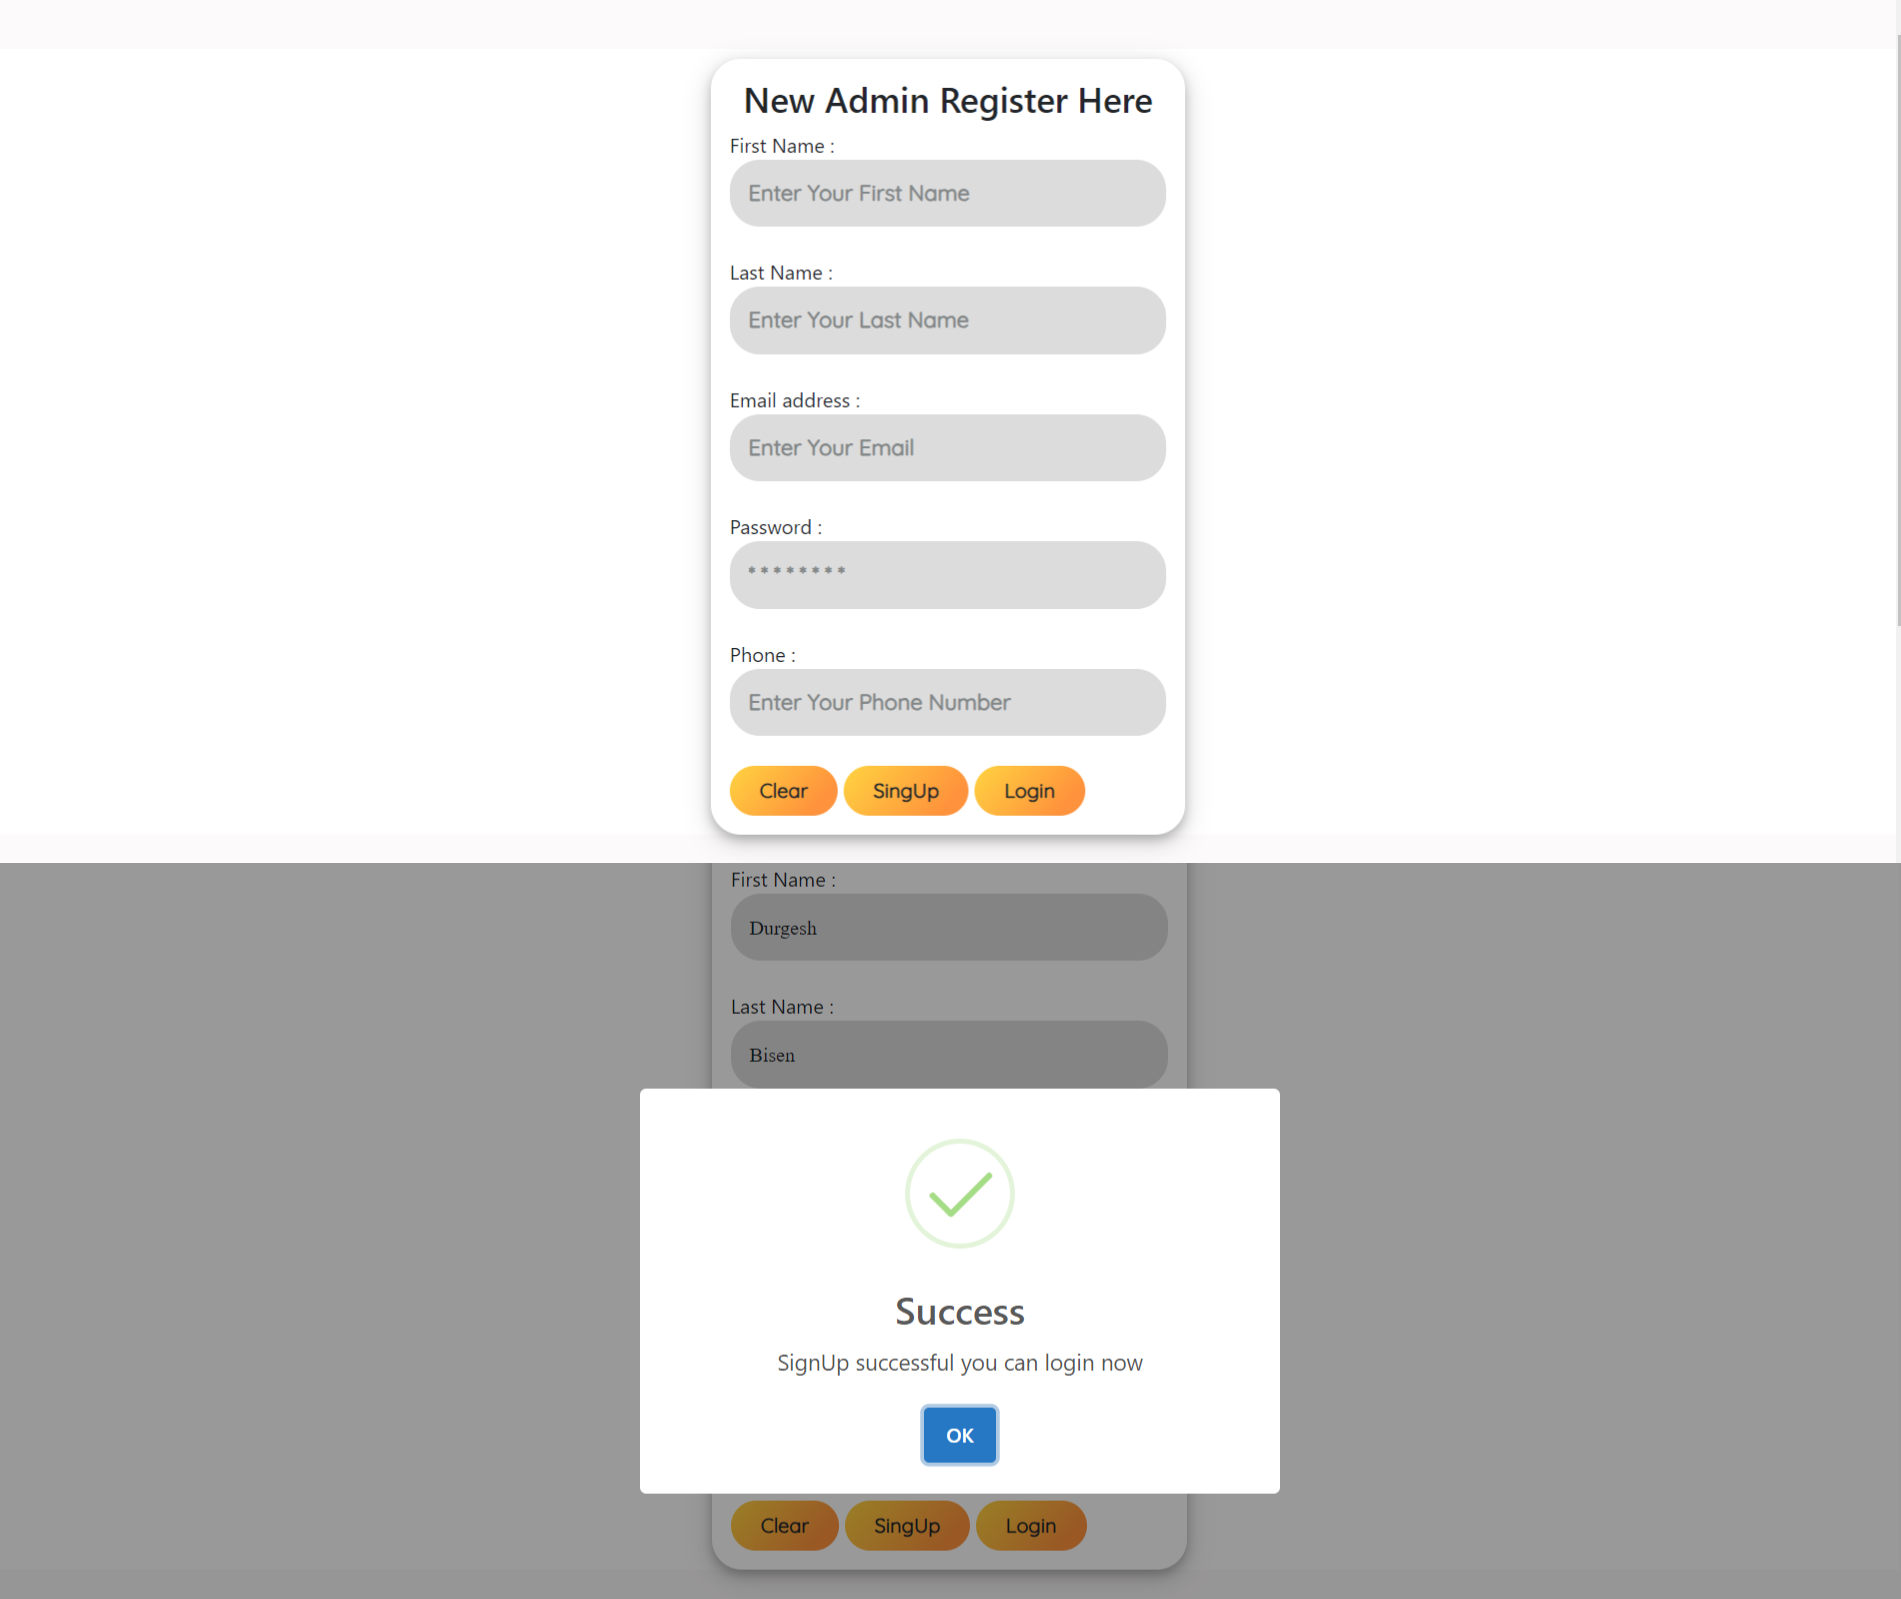 New Admin Register Here
First Name :
Enter Your First Name
Last Name :
Enter Your Last Name
Email address :
Enter Your Email
Password :
* * * * * * * *
Phone :
Enter Your Phone Number
Clear SingUp Login
First Name :
Durgesh
Last Name :
Bisen
Success
SignUp successful you can login now
OK
Clear SingUp Login